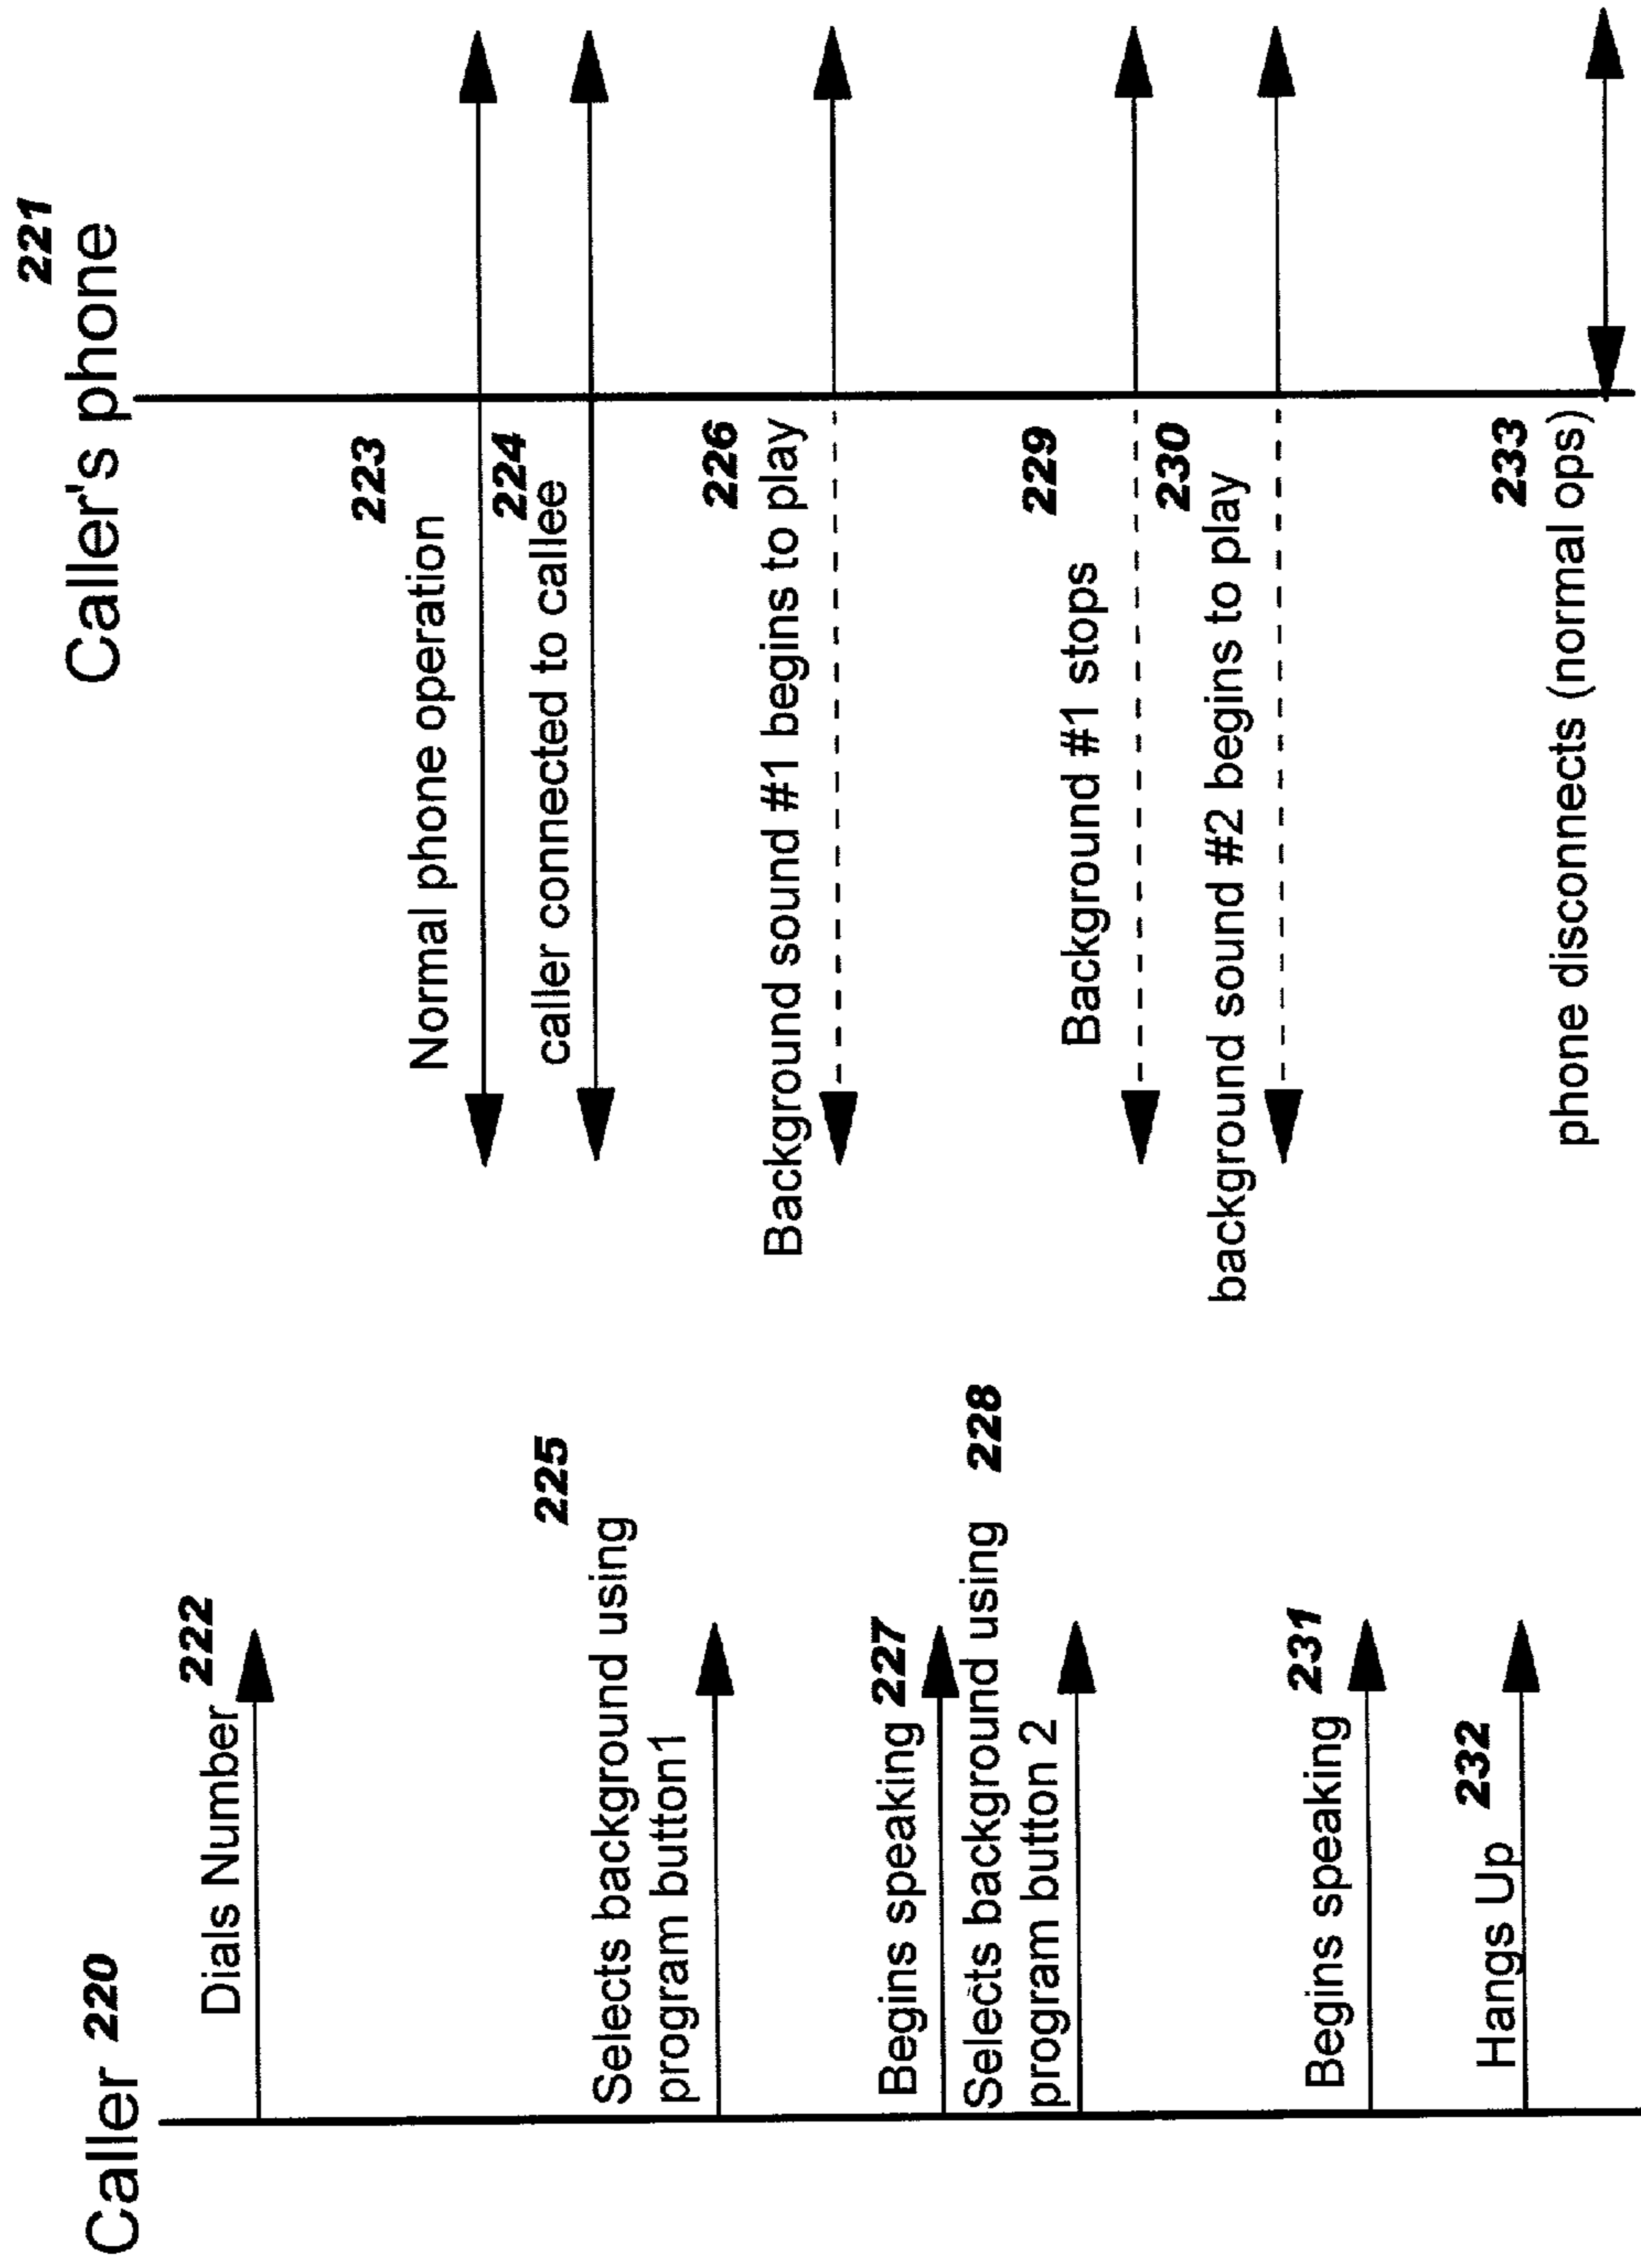 Caller 220
Caller's phone
221
Dials Number 222
223
Normal phone operation
224
caller connected to callee
225
Selects background using
program button1
226
Background sound #1 begins to play
Begins speaking 227
Selects background using 228
program button 2
229
Background #1 stops
230
background sound #2 begins to play
Begins speaking 231
232
Hangs Up
233
phone disconnects (normal ops)